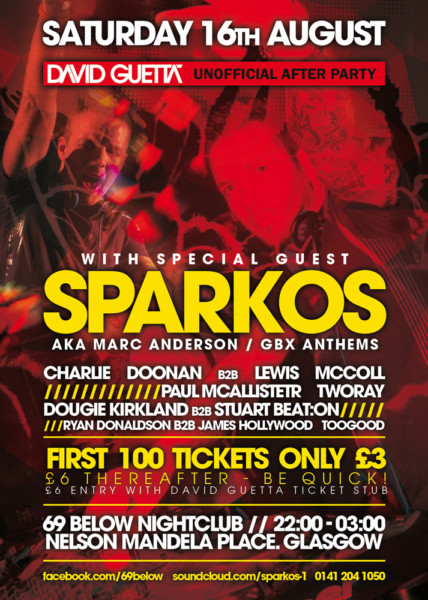 SATURDAY 16TH AUGUST
DAVID GUETTA UNOFFICIAL AFTER PARTY
WITH SPECIAL GUEST
SPARKOS
AKA MARC ANDERSON / GBX ANTHEMS
CHARLIE DOONAN B2B LEWIS MCCOLL
/////////////PAUL MCALLISTETR TWORAY
DOUGIE KIRKLAND B2B STUART BEAT:ON/////
///RYAN DONALDSON B2B JAMES HOLLYWOOD TOOGOOD
FIRST 100 TICKETS ONLY £3
£6 THEREAFTER - BE QUICK!
£6 ENTRY WITH DAVID GUETTA TICKET STUB
69 BELOW NIGHTCLUB // 22:00 - 03:00
NELSON MANDELA PLACE. GLASGOW
facebook.com/69below soundcloud.com/sparkos-1 0141 204 1050